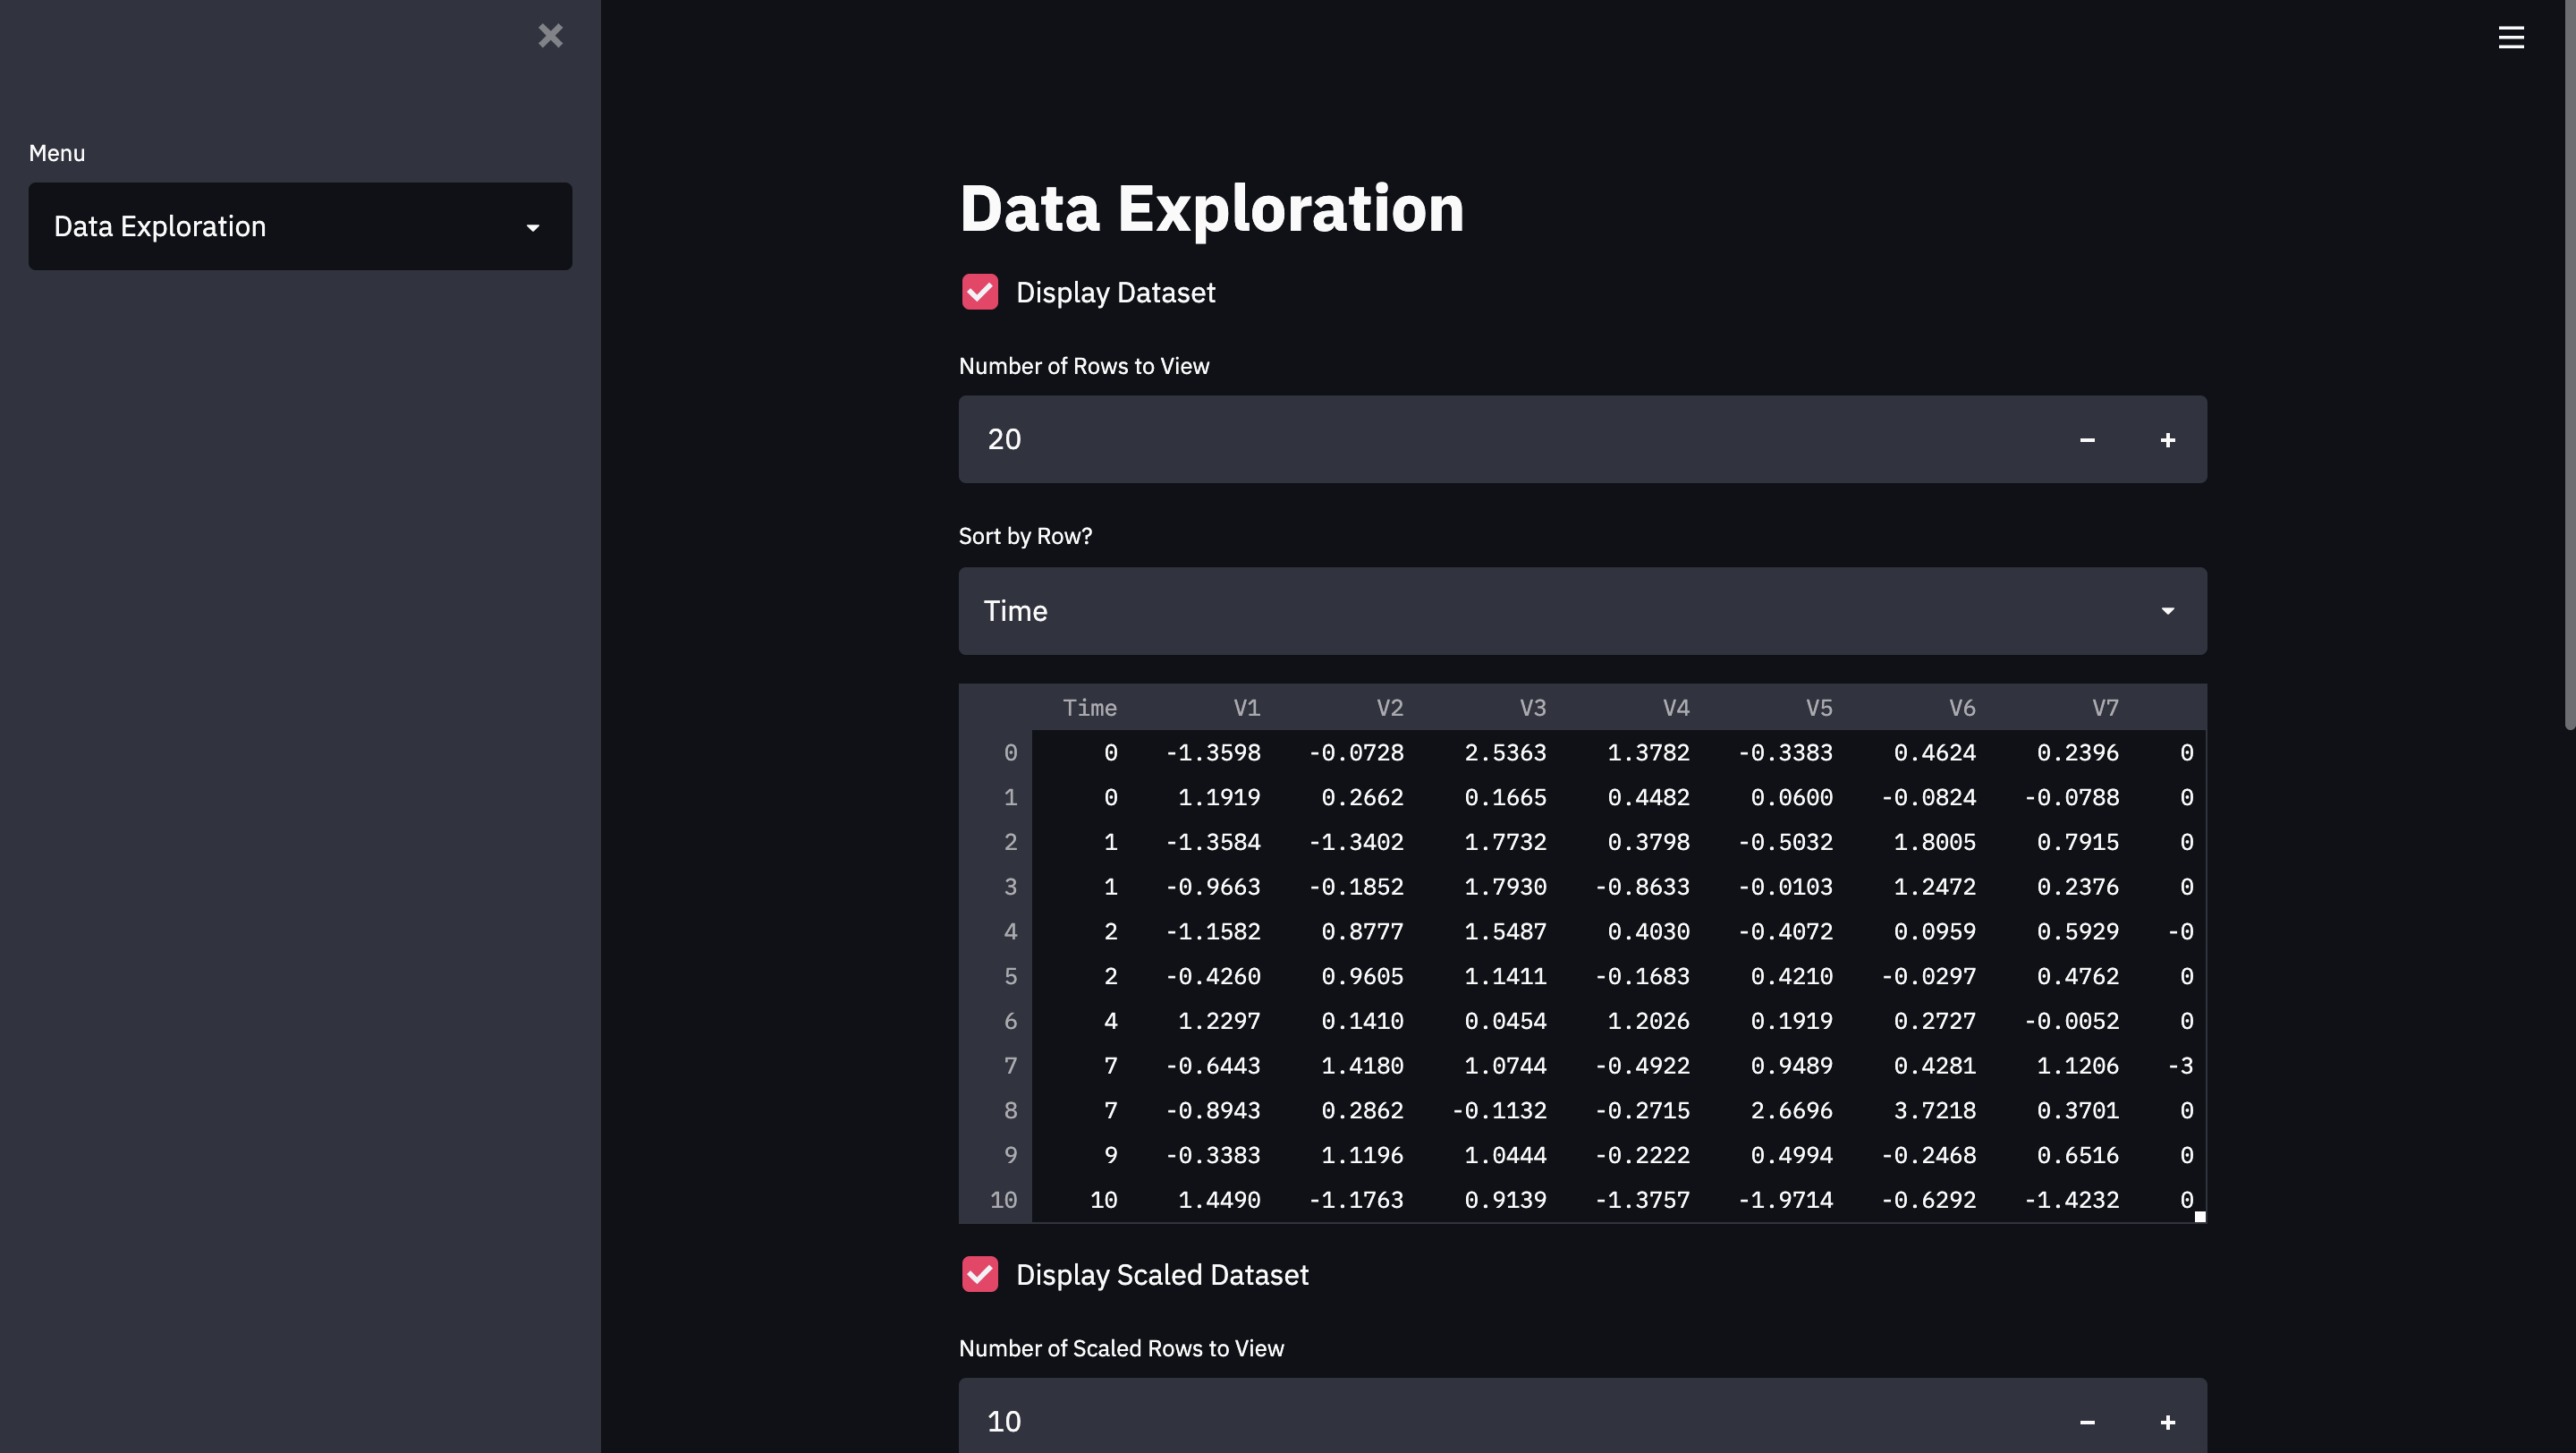 Menu
Data Exploration
Data Exploration
Display Dataset
Number of Rows to View
20
Sort by Row?
Time
Time V1 V2 V3 V4 V5 V6 V7
0 0 -1.3598 -0.0728 2.5363 1.3782 -0.3383 0.4624 0.2396 0
1 0 1.1919 0.2662 0.1665 0.4482 0.0600 -0.0824 -0.0788 0
2 1 -1.3584 -1.3402 1.7732 0.3798 -0.5032 1.8005 0.7915 0
3 1 -0.9663 -0.1852 1.7930 -0.8633 -0.0103 1.2472 0.2376 0
4 2 -1.1582 0.8777 1.5487 0.4030 -0.4072 0.0959 0.5929 -0
5 2 -0.4260 0.9605 1.1411 -0.1683 0.4210 -0.0297 0.4762 0
6 4 1.2297 0.1410 0.0454 1.2026 0.1919 0.2727 -0.0052 0
7 7 -0.6443 1.4180 1.0744 -0.4922 0.9489 0.4281 1.1206 -3
8 7 -0.8943 0.2862 -0.1132 -0.2715 2.6696 3.7218 0.3701 0
9 9 -0.3383 1.1196 1.0444 -0.2222 0.4994 -0.2468 0.6516 0
10 10 1.4490 -1.1763 0.9139 -1.3757 -1.9714 -0.6292 -1.4232 0
Display Scaled Dataset
Number of Scaled Rows to View
10